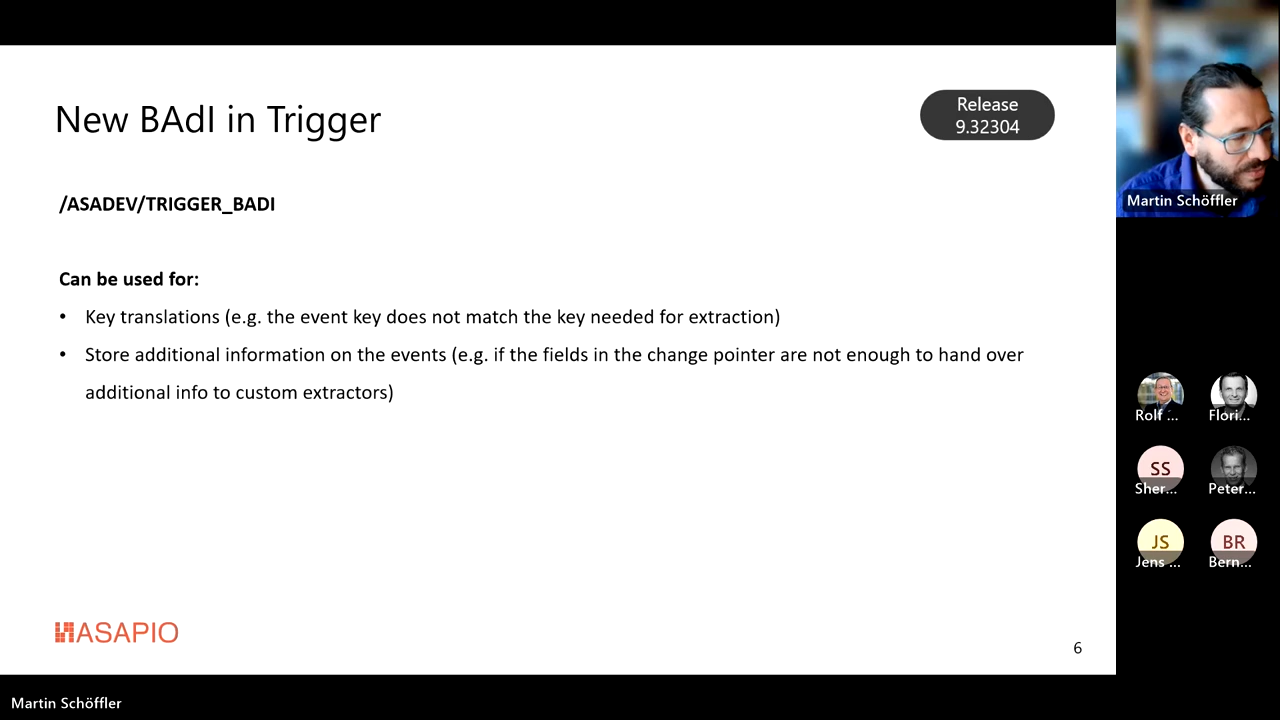 New BAdI in Trigger
Release
9.32304
/ASADEV/TRIGGER_BADI
Can be used for:
• Key translations (e.g. the event key does not match the key needed for extraction)
• Store additional information on the events (e.g. if the fields in the change pointer are not enough to hand over
additional info to custom extractors)
ASAPIO
6
Martin Schöffler
Martin Schöffler
Rolf ...
Flori...
SS
Sher...
Peter...
JS
Jens ...
BR
Bern...